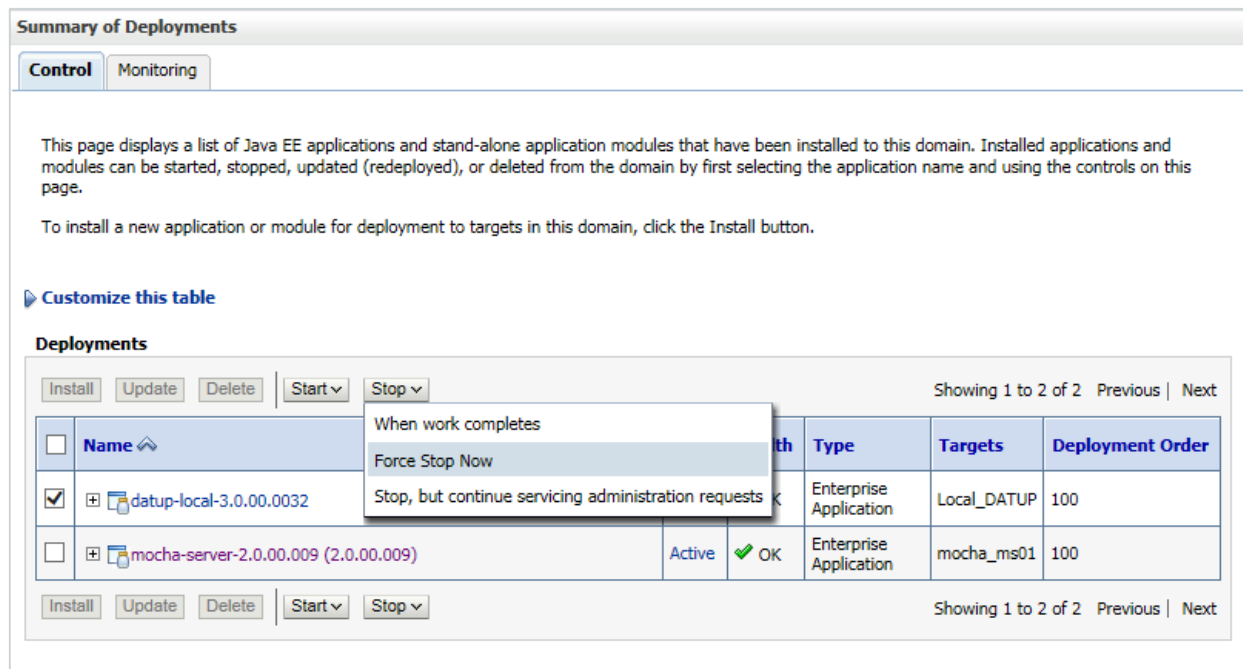 Summary of Deployments
Control Monitoring
This page displays a list of Java EE applications and stand-alone application modules that have been installed to this domain. Installed applications and
modules can be started, stopped, updated (redeployed), or deleted from the domain by first selecting the application name and using the controls on this
page.
To install a new application or module for deployment to targets in this domain, click the Install button.
Customize this table
Deployments
Install Update Delete Start Stop Showing 1 to 2 of 2 Previous | Next
When work completes
Force Stop Now
Stop, but continue servicing administration requests
Name Type Targets Deployment Order
datup-local-3.0.00.0032 Enterprise Application Local_DATUP 100
mocha-server-2.0.00.009 (2.0.00.009) Active OK Enterprise Application mocha_ms01 100
Install Update Delete Start Stop Showing 1 to 2 of 2 Previous | Next